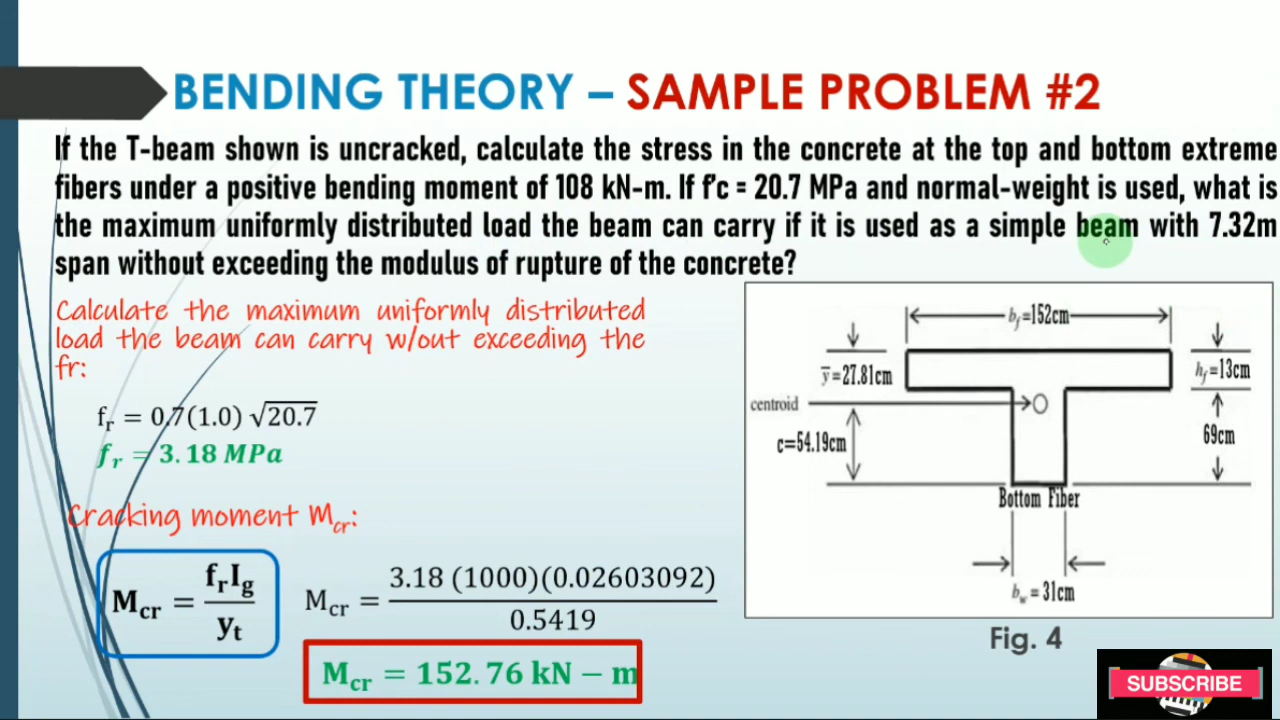 BENDING THEORY – SAMPLE PROBLEM #2
If the T-beam shown is uncracked, calculate the stress in the concrete at the top and bottom extreme
fibers under a positive bending moment of 108 kN-m. If f'c = 20.7 MPa and normal-weight is used, what is
the maximum uniformly distributed load the beam can carry if it is used as a simple beam with 7.32m
span without exceeding the modulus of rupture of the concrete?
Calculate the maximum uniformly distributed
load the beam can carry w/out exceeding the
fr:
fr = 0.7(1.0) √20.7
fr = 3.18 MPa
Cracking moment Mcr:
Mcr = frIg / yt
Mcr = 3.18 (1000)(0.02603092) / 0.5419
Mcr = 152.76 kN – m
bf=152cm
y̅=27.81cm
hf=13cm
centroid
c=54.19cm
69cm
Bottom Fiber
bw=31cm
Fig. 4
SUBSCRIBE